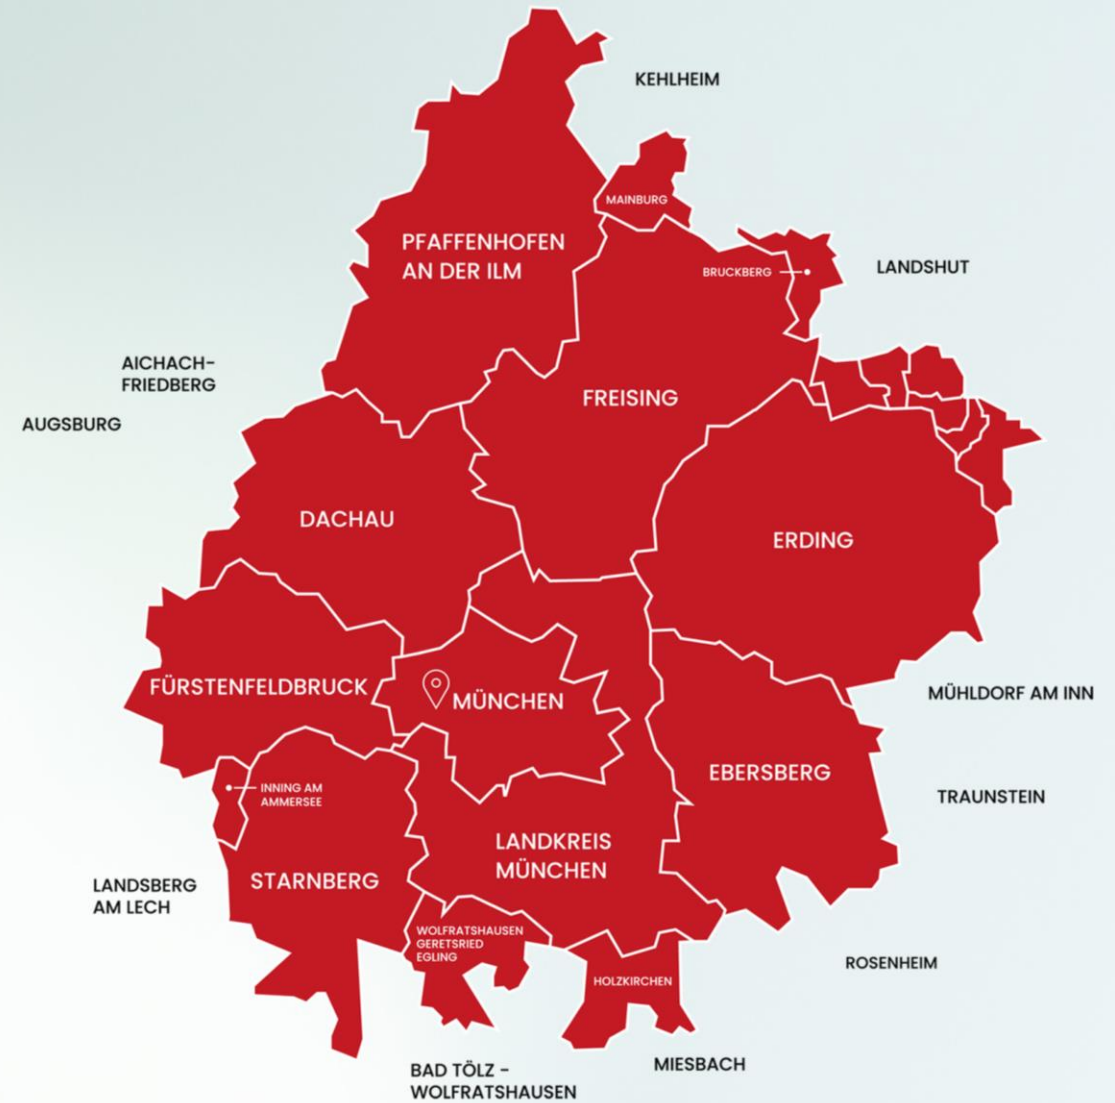 KEHLHEIM
MAINBURG
PFAFFENHOFEN
AN DER ILM
BRUCKBERG
LANDSHUT
AICHACH-
FRIEDBERG
FREISING
AUGSBURG
DACHAU
ERDING
FÜRSTENFELDBRUCK
MÜNCHEN
MÜHLDORF AM INN
EBERSBERG
INNING AM
AMMERSEE
TRAUNSTEIN
LANDKREIS
MÜNCHEN
STARNBERG
LANDSBERG
AM LECH
WOLFRATSHAUSEN
GERETSRIED
EGLING
ROSENHEIM
HOLZKIRCHEN
MIESBACH
BAD TÖLZ -
WOLFRATSHAUSEN